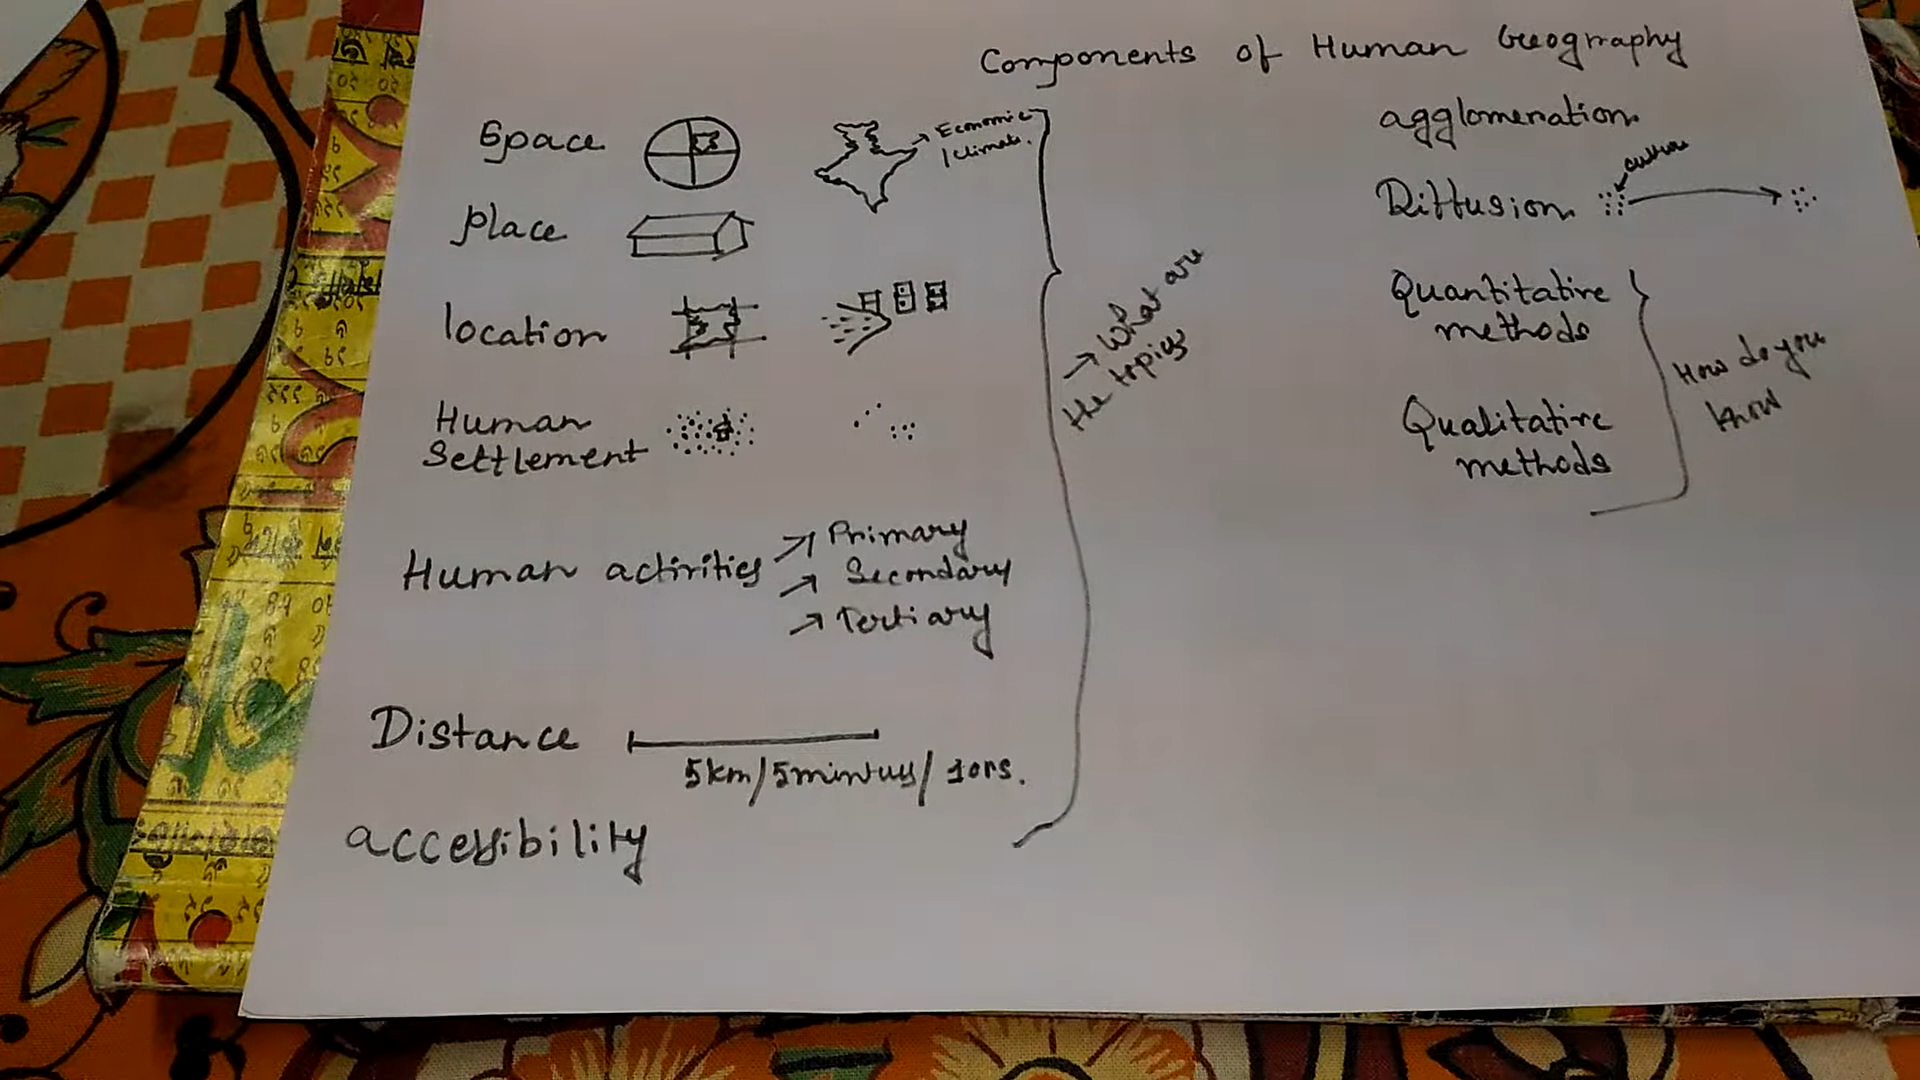 Components of Human Geography
Space
Economic
/climate.
Place
location
Human
Settlement
Human activities
Primary
Secondary
Tertiary
Distance
5km/5minutes/
accessibility
→ What are
the topics
agglomeration
culture
Diffusion
Quantitative
methods
Qualitative
methods
How do you
know